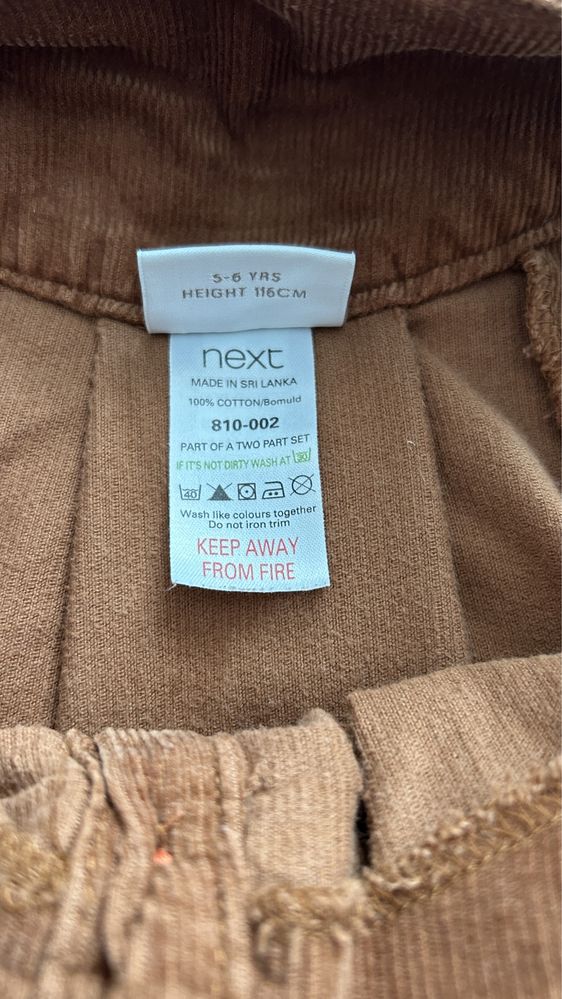 5-6 YRS
HEIGHT 116CM
next
MADE IN SRI LANKA
100% COTTON/Bomuld
810-002
PART OF A TWO PART SET
IF IT'S NOT DIRTY WASH AT 30
40
Wash like colours together
Do not iron trim
KEEP AWAY
FROM FIRE